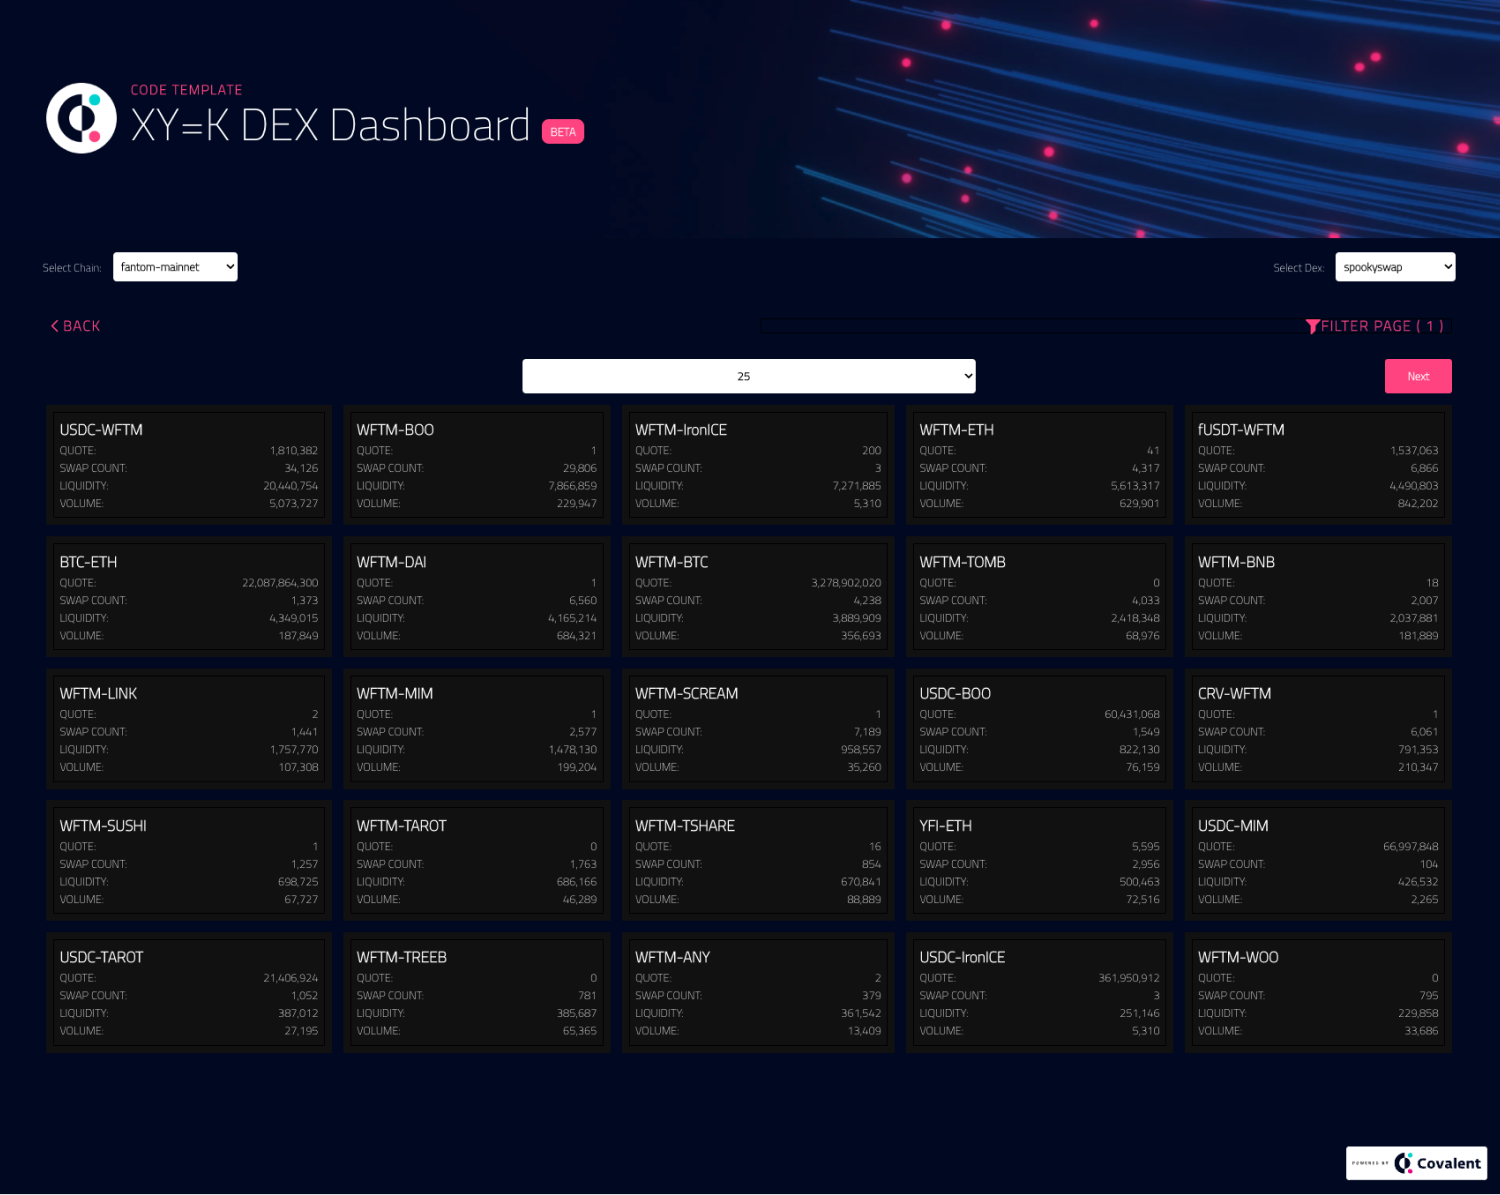 CODE TEMPLATE
XY=K DEX Dashboard BETA
Select Chain: fantom-mainnet Select Dex: spookyswap
BACK FILTER PAGE ( 1 )
25 Next
USDC-WFTM WFTM-BOO WFTM-IronICE WFTM-ETH fUSDT-WFTM
QUOTE: 1,810,382 QUOTE: 1 QUOTE: 200 QUOTE: 41 QUOTE: 1,537,063
SWAP COUNT: 34,126 SWAP COUNT: 29,806 SWAP COUNT: 3 SWAP COUNT: 4,317 SWAP COUNT: 6,866
LIQUIDITY: 20,440,754 LIQUIDITY: 7,866,859 LIQUIDITY: 7,271,885 LIQUIDITY: 5,613,317 LIQUIDITY: 4,490,803
VOLUME: 5,073,727 VOLUME: 229,947 VOLUME: 5,310 VOLUME: 629,901 VOLUME: 842,202
BTC-ETH WFTM-DAI WFTM-BTC WFTM-TOMB WFTM-BNB
QUOTE: 22,087,864,300 QUOTE: 1 QUOTE: 3,278,902,020 QUOTE: 0 QUOTE: 18
SWAP COUNT: 1,373 SWAP COUNT: 6,560 SWAP COUNT: 4,238 SWAP COUNT: 4,033 SWAP COUNT: 2,007
LIQUIDITY: 4,349,015 LIQUIDITY: 4,165,214 LIQUIDITY: 3,889,909 LIQUIDITY: 2,418,348 LIQUIDITY: 2,037,881
VOLUME: 187,849 VOLUME: 684,321 VOLUME: 356,693 VOLUME: 68,976 VOLUME: 181,889
WFTM-LINK WFTM-MIM WFTM-SCREAM USDC-BOO CRV-WFTM
QUOTE: 2 QUOTE: 1 QUOTE: 1 QUOTE: 60,431,068 QUOTE: 1
SWAP COUNT: 1,441 SWAP COUNT: 2,577 SWAP COUNT: 7,189 SWAP COUNT: 1,549 SWAP COUNT: 6,061
LIQUIDITY: 1,757,770 LIQUIDITY: 1,478,130 LIQUIDITY: 958,557 LIQUIDITY: 822,130 LIQUIDITY: 791,353
VOLUME: 107,308 VOLUME: 199,204 VOLUME: 35,260 VOLUME: 76,159 VOLUME: 210,347
WFTM-SUSHI WFTM-TAROT WFTM-TSHARE YFI-ETH USDC-MIM
QUOTE: 1 QUOTE: 0 QUOTE: 16 QUOTE: 5,595 QUOTE: 66,997,848
SWAP COUNT: 1,257 SWAP COUNT: 1,763 SWAP COUNT: 854 SWAP COUNT: 2,956 SWAP COUNT: 104
LIQUIDITY: 698,725 LIQUIDITY: 686,166 LIQUIDITY: 670,841 LIQUIDITY: 500,463 LIQUIDITY: 426,532
VOLUME: 67,727 VOLUME: 46,289 VOLUME: 88,889 VOLUME: 72,516 VOLUME: 2,265
USDC-TAROT WFTM-TREEB WFTM-ANY USDC-IronICE WFTM-WOO
QUOTE: 21,406,924 QUOTE: 0 QUOTE: 2 QUOTE: 361,950,912 QUOTE: 0
SWAP COUNT: 1,052 SWAP COUNT: 781 SWAP COUNT: 379 SWAP COUNT: 3 SWAP COUNT: 795
LIQUIDITY: 387,012 LIQUIDITY: 385,687 LIQUIDITY: 361,542 LIQUIDITY: 251,146 LIQUIDITY: 229,858
VOLUME: 27,195 VOLUME: 65,365 VOLUME: 13,409 VOLUME: 5,310 VOLUME: 33,686
POWERED BY Covalent